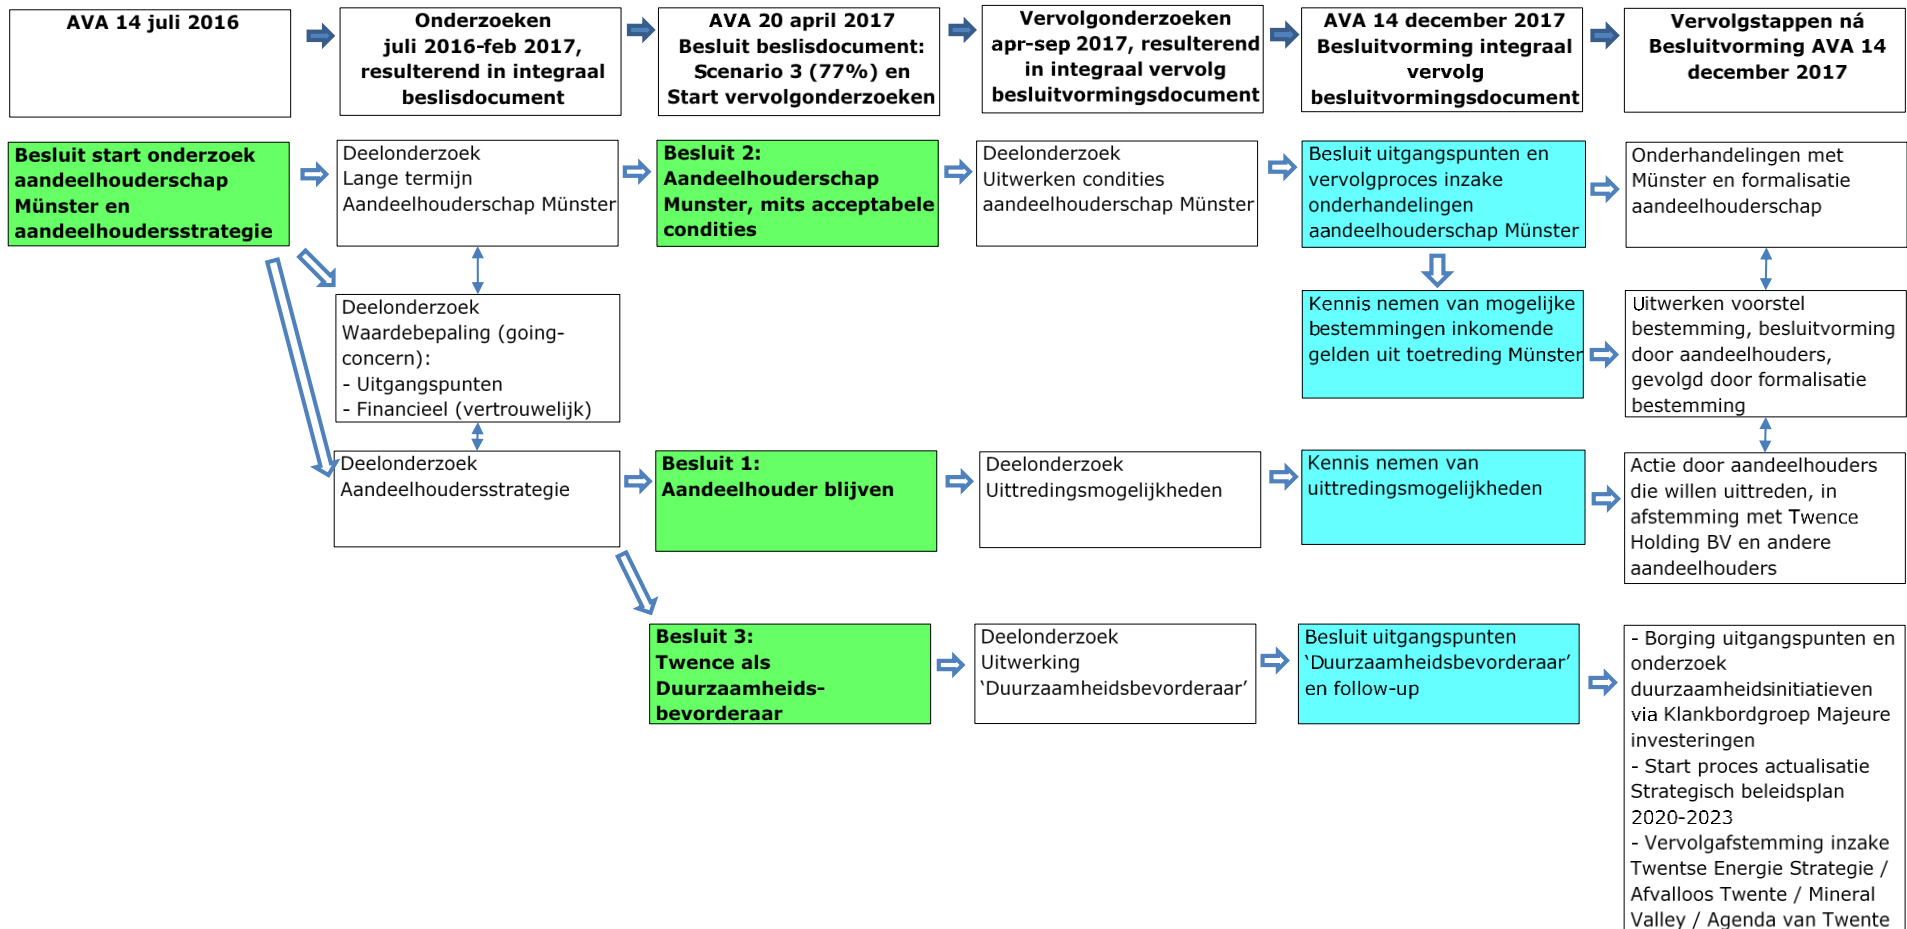 AVA 14 juli 2016
Onderzoeken
juli 2016-feb 2017,
resulterend in integraal
beslisdocument
AVA 20 april 2017
Besluit beslisdocument:
Scenario 3 (77%) en
Start vervolgonderzoeken
Vervolgonderzoeken
apr-sep 2017, resulterend
in integraal vervolg
besluitvormingsdocument
AVA 14 december 2017
Besluitvorming integraal
vervolg
besluitvormingsdocument
Vervolgstappen ná
Besluitvorming AVA 14
december 2017
Besluit start onderzoek
aandeelhouderschap
Münster en
aandeelhoudersstrategie
Deelonderzoek
Lange termijn
Aandeelhouderschap Münster
Besluit 2:
Aandeelhouderschap
Munster, mits acceptabele
condities
Deelonderzoek
Uitwerken condities
aandeelhouderschap Münster
Besluit uitgangspunten en
vervolgproces inzake
onderhandelingen
aandeelhouderschap Münster
Onderhandelingen met
Münster en formalisatie
aandeelhouderschap
Deelonderzoek
Waardebepaling (going-
concern):
- Uitgangspunten
- Financieel (vertrouwelijk)
Kennis nemen van mogelijke
bestemmingen inkomende
gelden uit toetreding Münster
Uitwerken voorstel
bestemming, besluitvorming
door aandeelhouders,
gevolgd door formalisatie
bestemming
Deelonderzoek
Aandeelhoudersstrategie
Besluit 1:
Aandeelhouder blijven
Deelonderzoek
Uittredingsmogelijkheden
Kennis nemen van
uittredingsmogelijkheden
Actie door aandeelhouders
die willen uittreden, in
afstemming met Twence
Holding BV en andere
aandeelhouders
Besluit 3:
Twence als
Duurzaamheids-
bevorderaar
Deelonderzoek
Uitwerking
‘Duurzaamheidsbevorderaar’
Besluit uitgangspunten
‘Duurzaamheidsbevorderaar’
en follow-up
- Borging uitgangspunten en
onderzoek
duurzaamheidsinitiatieven
via Klankbordgroep Majeure
investeringen
- Start proces actualisatie
Strategisch beleidsplan
2020-2023
- Vervolgafstemming inzake
Twentse Energie Strategie /
Afvalloos Twente / Mineral
Valley / Agenda van Twente